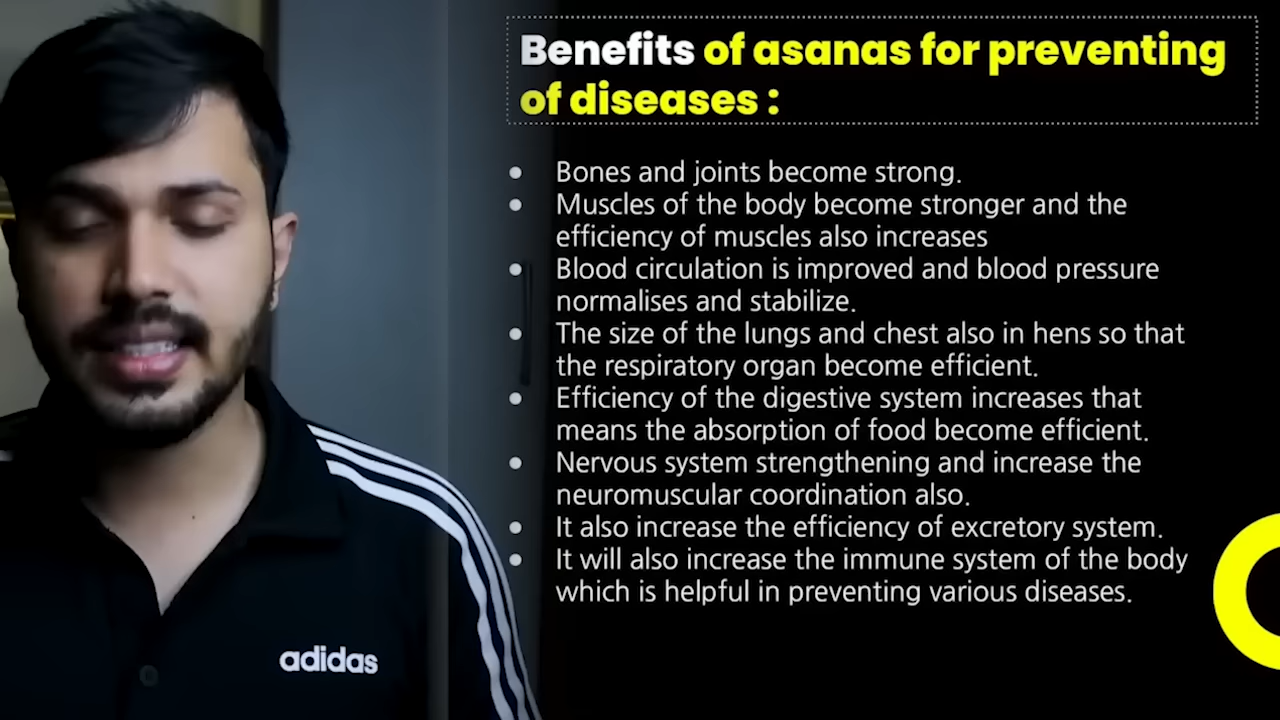 Benefits of asanas for preventing
of diseases :
• Bones and joints become strong.
• Muscles of the body become stronger and the
efficiency of muscles also increases
• Blood circulation is improved and blood pressure
normalises and stabilize.
• The size of the lungs and chest also in hens so that
the respiratory organ become efficient.
• Efficiency of the digestive system increases that
means the absorption of food become efficient.
• Nervous system strengthening and increase the
neuromuscular coordination also.
• It also increase the efficiency of excretory system.
• It will also increase the immune system of the body
which is helpful in preventing various diseases.
adidas